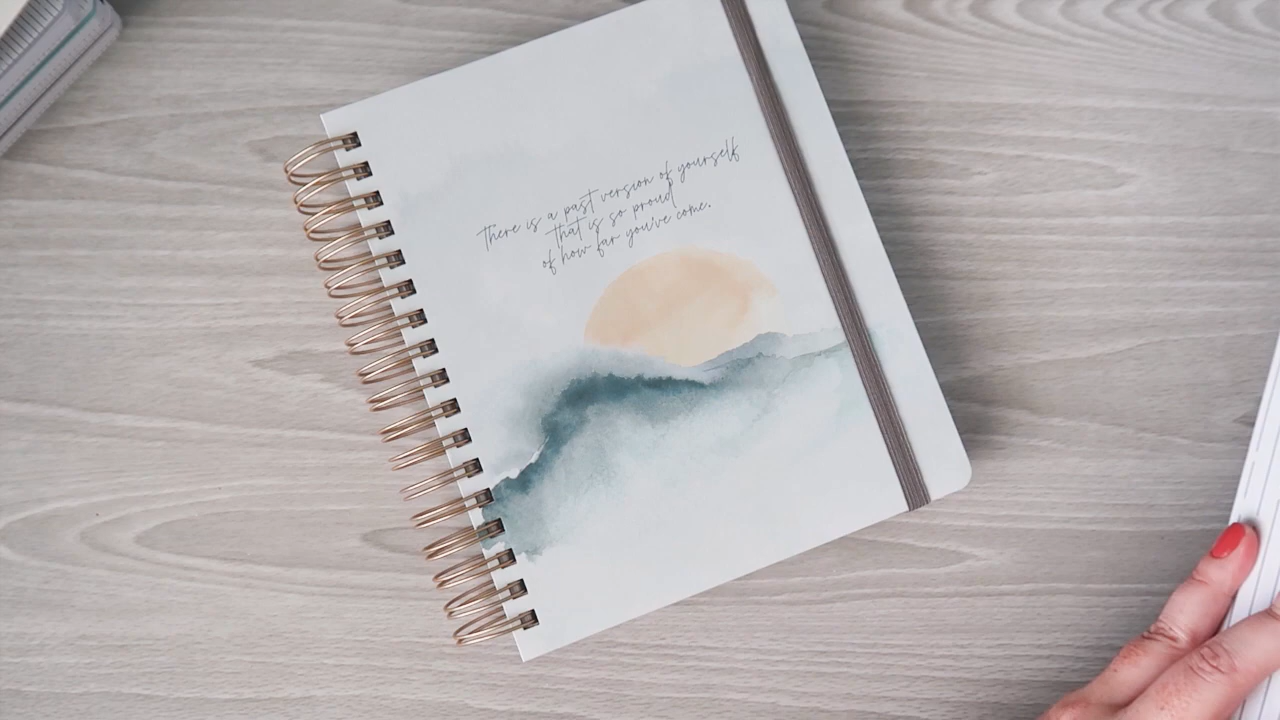 There is a past version of yourself
that is so proud
of how far you've come.